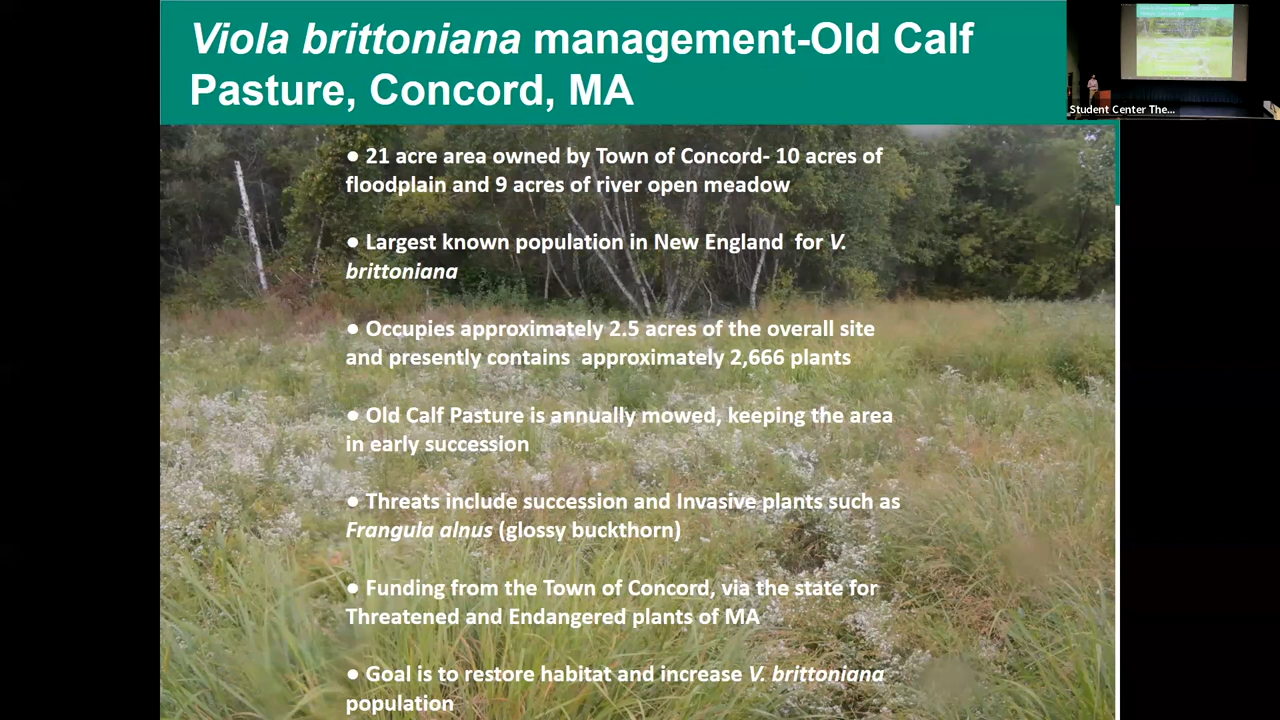 Viola brittoniana management-Old Calf
Pasture, Concord, MA
Student Center The...
● 21 acre area owned by Town of Concord- 10 acres of
floodplain and 9 acres of river open meadow
● Largest known population in New England for V.
brittoniana
● Occupies approximately 2.5 acres of the overall site
and presently contains approximately 2,666 plants
● Old Calf Pasture is annually mowed, keeping the area
in early succession
● Threats include succession and Invasive plants such as
Frangula alnus (glossy buckthorn)
● Funding from the Town of Concord, via the state for
Threatened and Endangered plants of MA
● Goal is to restore habitat and increase V. brittoniana
population